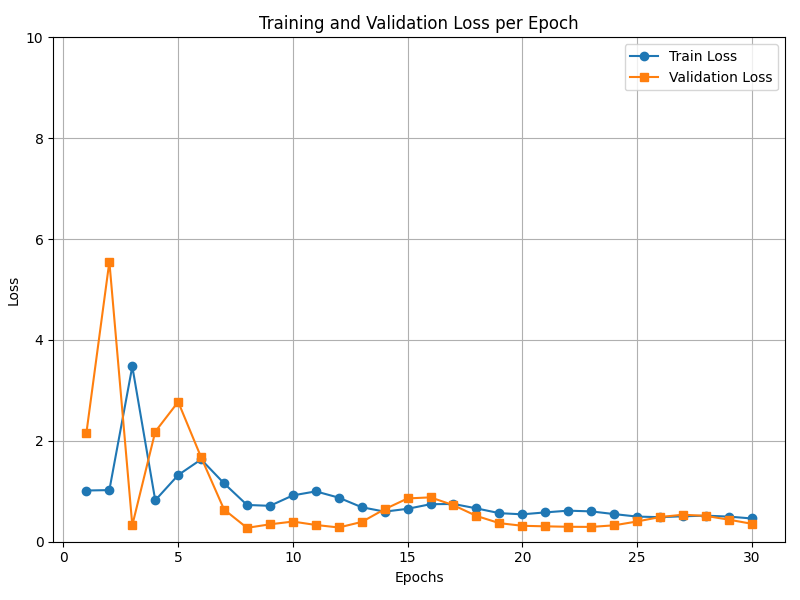 Training and Validation Loss per Epoch
Train Loss
Validation Loss
10
8
6
4
2
0
Loss
0 5 10 15 20 25 30
Epochs